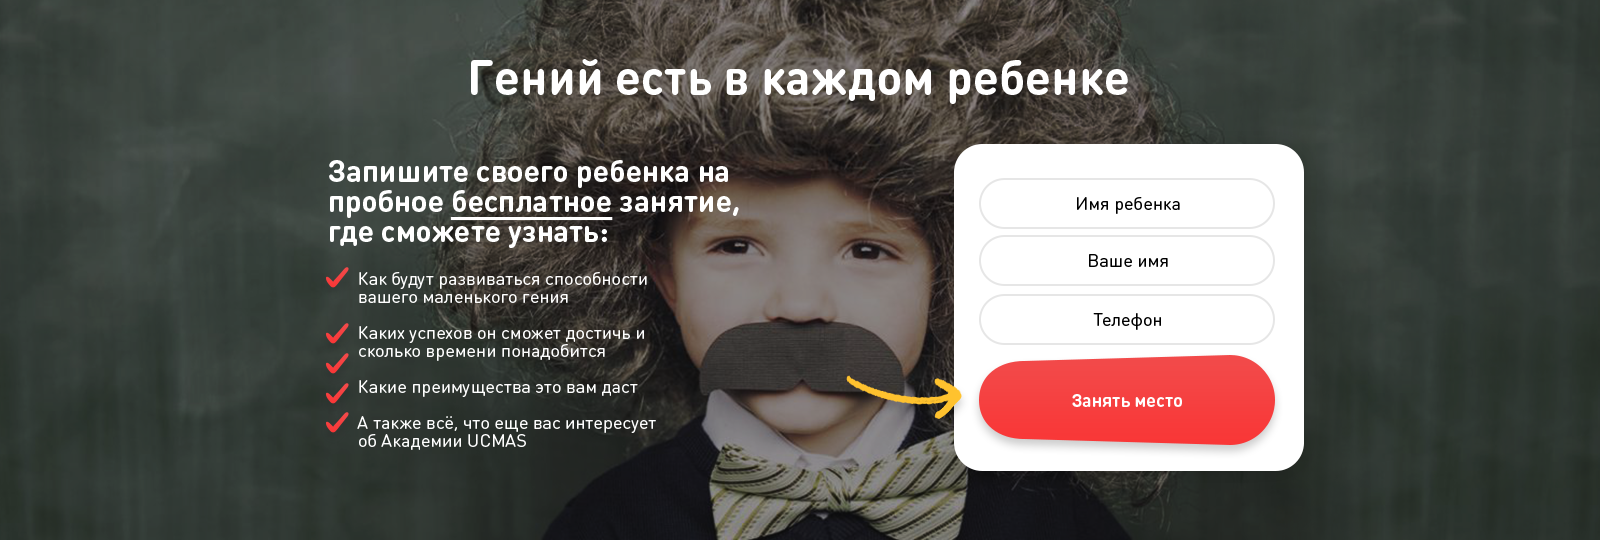 Гений есть в каждом ребенке
Запишите своего ребенка на
пробное бесплатное занятие,
где сможете узнать:
Как будут развиваться способности
вашего маленького гения
Каких успехов он сможет достичь и
сколько времени понадобится
Какие преимущества это вам даст
А также всё, что еще вас интересует
об Академии UCMAS
Имя ребенка
Ваше имя
Телефон
Занять место